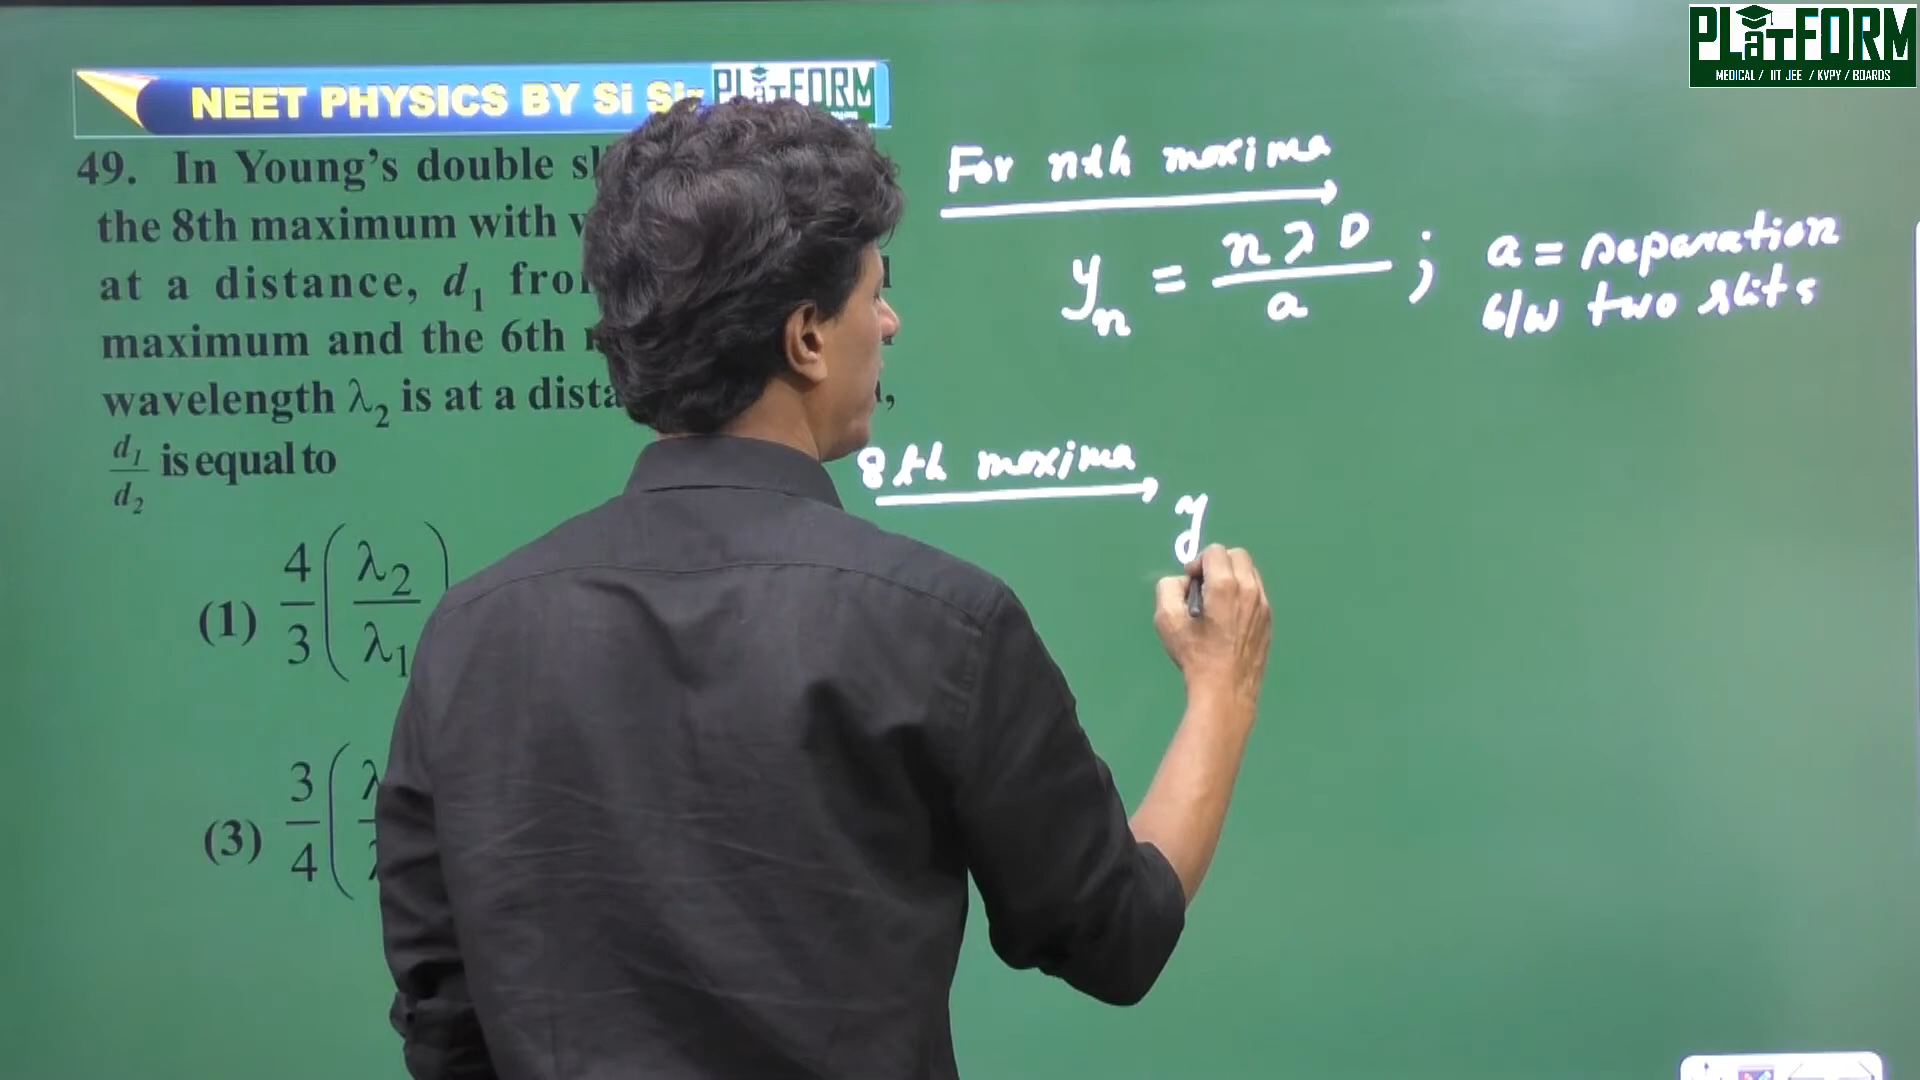 PLatFORM
MEDICAL / IIT JEE / KVPY / BOARDS
NEET PHYSICS BY Si Sir PLatFORM
49. In Young's double sl
the 8th maximum with
at a distance, d₁ fro
maximum and the 6th
wavelength λ₂ is at a dista
d₁/d₂ is equal to
(1) 4/3 (λ₂/λ₁
(3) 3/4 (λ
For nth maxima
yₙ = nλD/a ; a = separation
b/w two slits
8th maxima
y